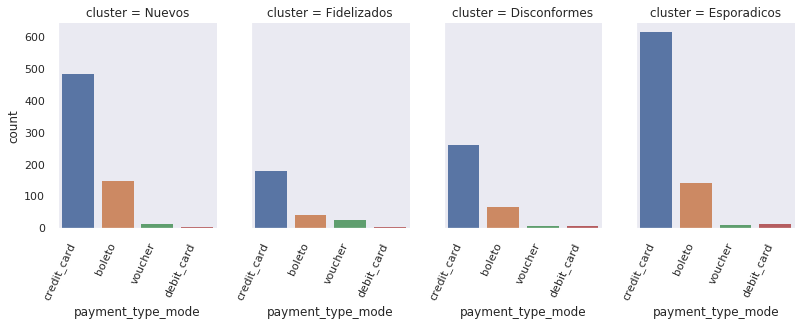 cluster = Nuevos
cluster = Fidelizados
cluster = Disconformes
cluster = Esporadicos
600
500
400
300
200
100
0
count
credit_card
boleto
voucher
debit_card
credit_card
boleto
voucher
debit_card
credit_card
boleto
voucher
debit_card
credit_card
boleto
voucher
debit_card
payment_type_mode
payment_type_mode
payment_type_mode
payment_type_mode